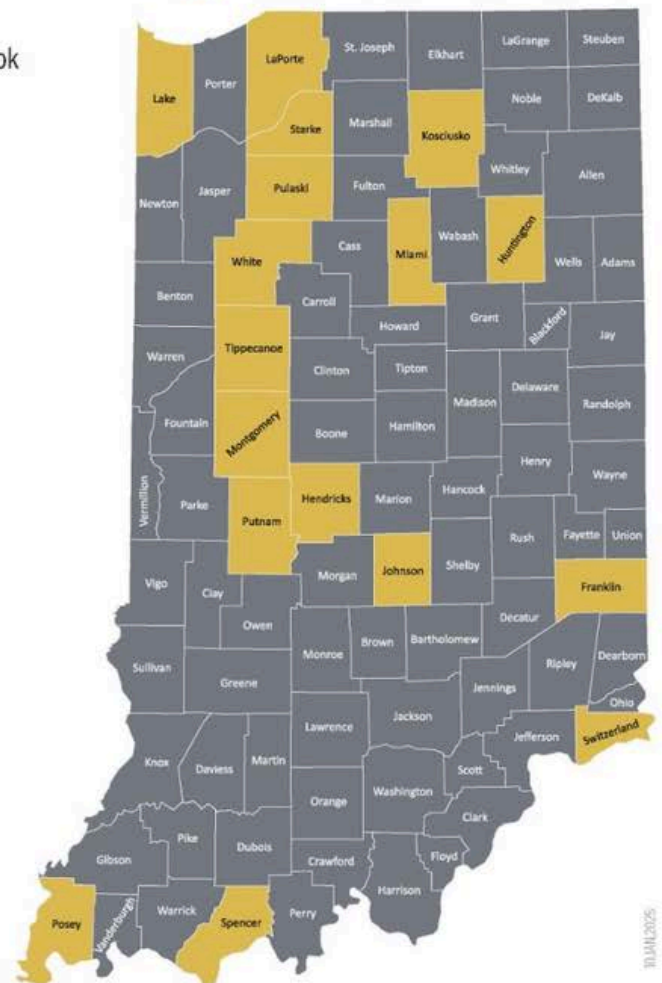 ok
St. Joseph
Elkhart
LaGrange
Steuben
LaPorte
Porter
Lake
Noble
DeKalb
Starke
Marshall
Kosciusko
Whitley
Allen
Newton
Jasper
Pulaski
Fulton
Huntington
Wabash
Miami
Cass
White
Wells
Adams
Benton
Carroll
Howard
Grant
Blackford
Jay
Warren
Tippecanoe
Clinton
Tipton
Delaware
Madison
Randolph
Fountain
Montgomery
Boone
Hamilton
Henry
Wayne
Vermillion
Parke
Putnam
Hendricks
Marion
Hancock
Rush
Fayette
Union
Vigo
Clay
Morgan
Johnson
Shelby
Franklin
Owen
Decatur
Monroe
Brown
Bartholomew
Sullivan
Greene
Jennings
Ripley
Dearborn
Ohio
Lawrence
Jackson
Jefferson
Switzerland
Knox
Daviess
Martin
Scott
Washington
Orange
Clark
Pike
Dubois
Gibson
Crawford
Floyd
Harrison
Posey
Vanderburgh
Warrick
Spencer
Perry
10JAN2025